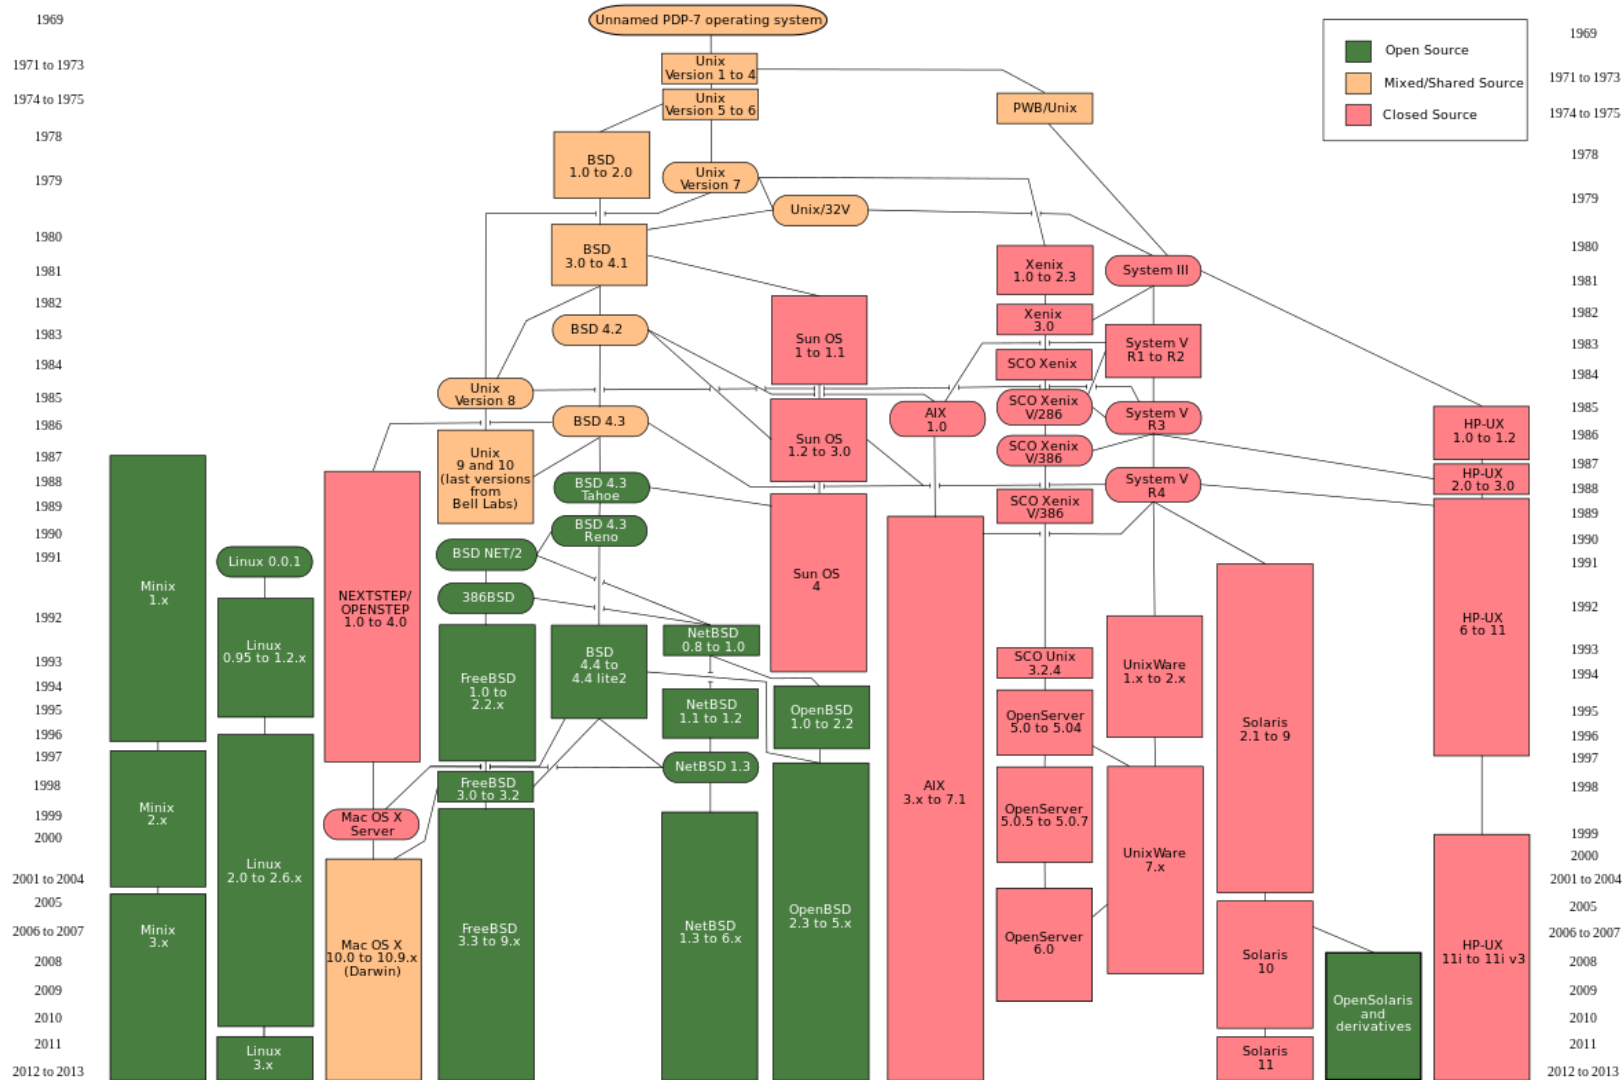 Unnamed PDP-7 operating system
1969
1971 to 1973
1974 to 1975
1978
1979
1980
1981
1982
1983
1984
1985
1986
1987
1988
1989
1990
1991
1992
1993
1994
1995
1996
1997
1998
1999
2000
2001 to 2004
2005
2006 to 2007
2008
2009
2010
2011
2012 to 2013
Unix
Version 1 to 4
Unix
Version 5 to 6
PWB/Unix
BSD
1.0 to 2.0
Unix
Version 7
Unix/32V
BSD
3.0 to 4.1
Xenix
1.0 to 2.3
System III
Sun OS
1 to 1.1
Xenix
3.0
BSD 4.2
System V
R1 to R2
SCO Xenix
Unix
Version 8
SCO Xenix
V/286
AIX
1.0
System V
R3
BSD 4.3
Sun OS
1.2 to 3.0
HP-UX
1.0 to 1.2
Unix
9 and 10
(last versions
from
Bell Labs)
SCO Xenix
V/386
HP-UX
2.0 to 3.0
BSD 4.3
Tahoe
System V
R4
SCO Xenix
V/386
BSD 4.3
Reno
BSD NET/2
Linux 0.0.1
Minix
1.x
Sun OS
4
386BSD
NEXTSTEP/
OPENSTEP
1.0 to 4.0
HP-UX
6 to 11
NetBSD
0.8 to 1.0
Linux
0.95 to 1.2.x
BSD
4.4 to
4.4 lite2
SCO Unix
3.2.4
UnixWare
1.x to 2.x
FreeBSD
1.0 to
2.2.x
NetBSD
1.1 to 1.2
OpenBSD
1.0 to 2.2
OpenServer
5.0 to 5.04
Solaris
2.1 to 9
NetBSD 1.3
FreeBSD
3.0 to 3.2
AIX
3.x to 7.1
Minix
2.x
OpenServer
5.0.5 to 5.0.7
Mac OS X
Server
Linux
2.0 to 2.6.x
UnixWare
7.x
OpenBSD
2.3 to 5.x
Minix
3.x
FreeBSD
3.3 to 9.x
NetBSD
1.3 to 6.x
OpenServer
6.0
Mac OS X
10.0 to 10.9.x
(Darwin)
Solaris
10
HP-UX
11i to 11i v3
OpenSolaris
and
derivatives
Linux
3.x
Solaris
11
Open Source
Mixed/Shared Source
Closed Source
1969
1971 to 1973
1974 to 1975
1978
1979
1980
1981
1982
1983
1984
1985
1986
1987
1988
1989
1990
1991
1992
1993
1994
1995
1996
1997
1998
1999
2000
2001 to 2004
2005
2006 to 2007
2008
2009
2010
2011
2012 to 2013